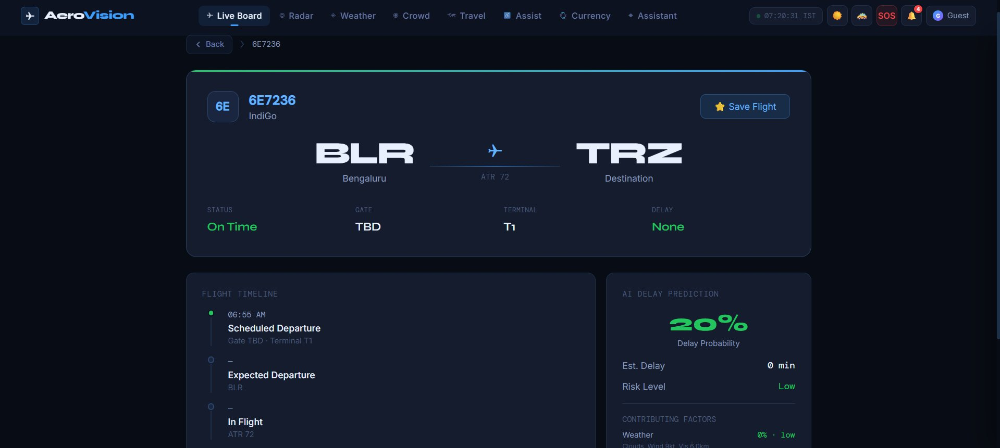 AeroVision
Live Board
Radar
Weather
Crowd
Travel
Assist
Currency
Assistant
07:20:31 IST
SOS
4
G Guest
Back
6E7236
6E
6E7236
IndiGo
Save Flight
BLR
Bengaluru
ATR 72
TRZ
Destination
STATUS
On Time
GATE
TBD
TERMINAL
T1
DELAY
None
FLIGHT TIMELINE
06:55 AM
Scheduled Departure
Gate TBD · Terminal T1
—
Expected Departure
BLR
—
In Flight
ATR 72
AI DELAY PREDICTION
20%
Delay Probability
Est. Delay 0 min
Risk Level Low
CONTRIBUTING FACTORS
Weather 0% · low
Clouds, Wind 9kt, Vis 6.0km